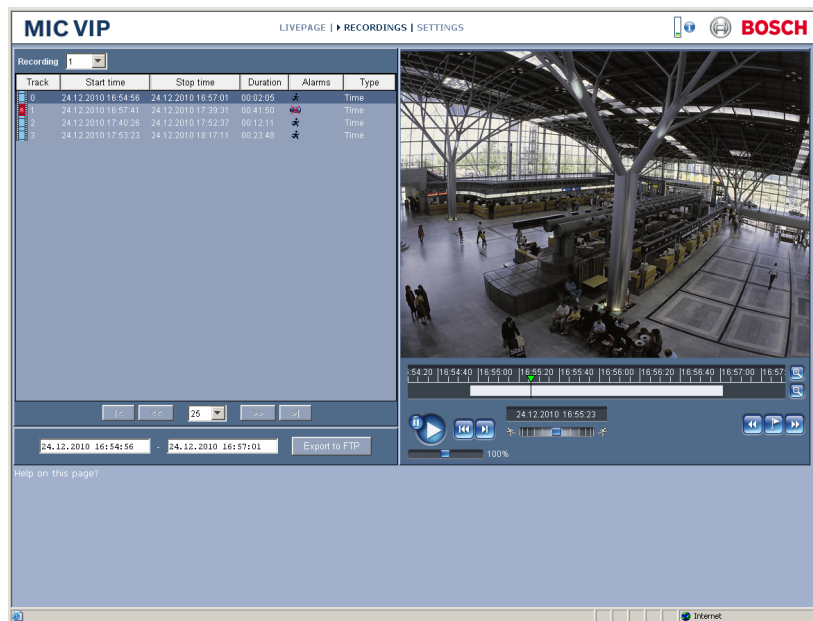 MIC VIP
LIVEPAGE | RECORDINGS | SETTINGS
BOSCH
Recording 1
Track Start time Stop time Duration Alarms Type
0 24.12.2010 16:54:56 24.12.2010 16:57:01 00:02:05 Time
1 24.12.2010 16:57:41 24.12.2010 17:39:31 00:41:50 Time
2 24.12.2010 17:40:26 24.12.2010 17:52:37 00:12:11 Time
3 24.12.2010 17:53:23 24.12.2010 18:17:11 00:23:48 Time
:54:20 |16:54:40 |16:55:00 |16:55:20 |16:55:40 |16:56:00 |16:56:20 |16:56:40 |16:57:00 |16:57:
|< << 25 >> >|
24.12.2010 16:55:23
24.12.2010 16:54:56 - 24.12.2010 16:57:01 Export to FTP
100%
Help on this page?
Internet